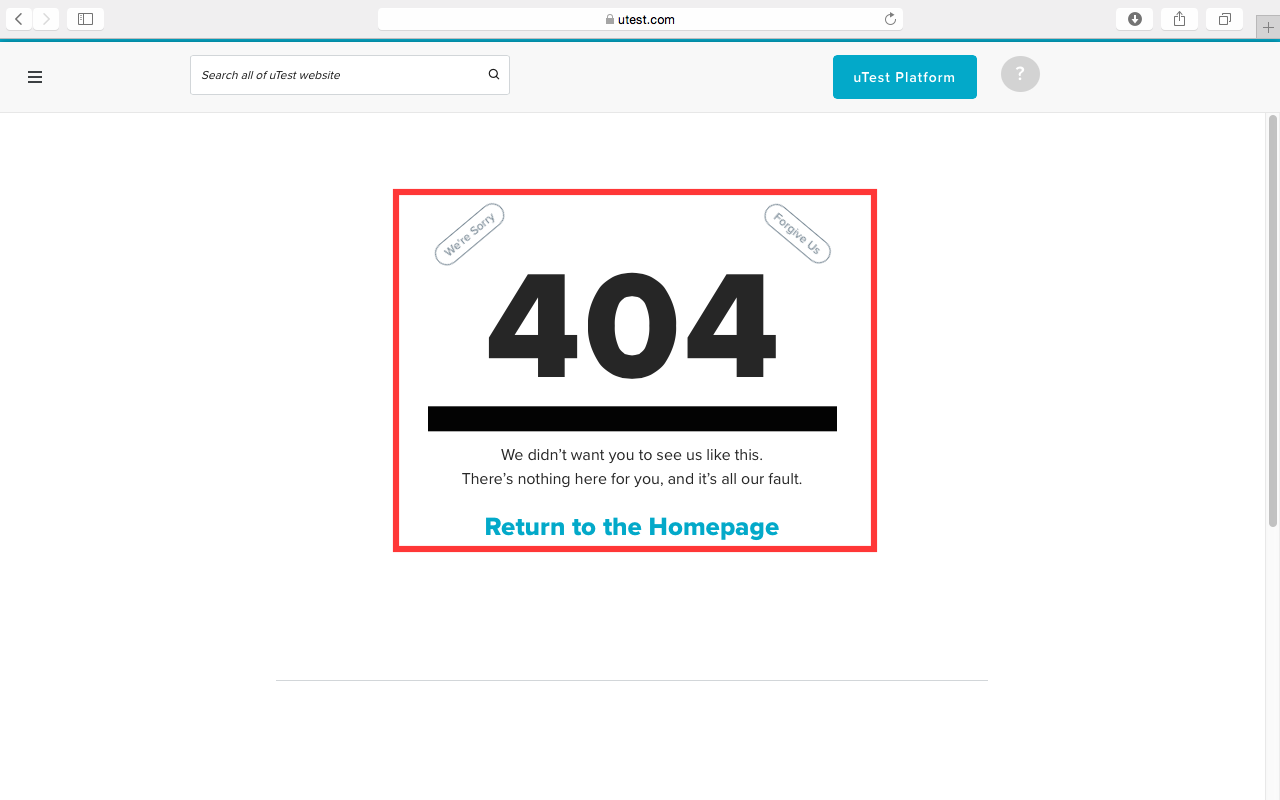 utest.com
Search all of uTest website
uTest Platform
?
We're Sorry
Forgive Us
404
We didn’t want you to see us like this.
There’s nothing here for you, and it’s all our fault.
Return to the Homepage